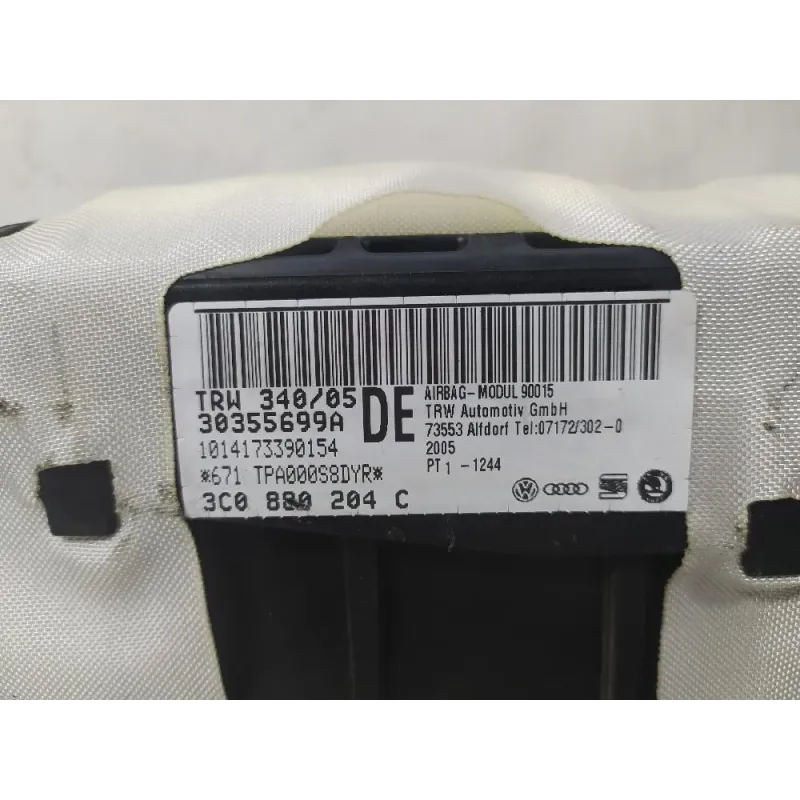 TRW 340/05
30355699A
DE
1014173390154
*671 TPA000S8DYR*
3C0 880 204 C
AIRBAG-MODUL 90015
TRW Automotiv GmbH
73553 Alfdorf Tel:07172/302-0
2005
PT1 -1244